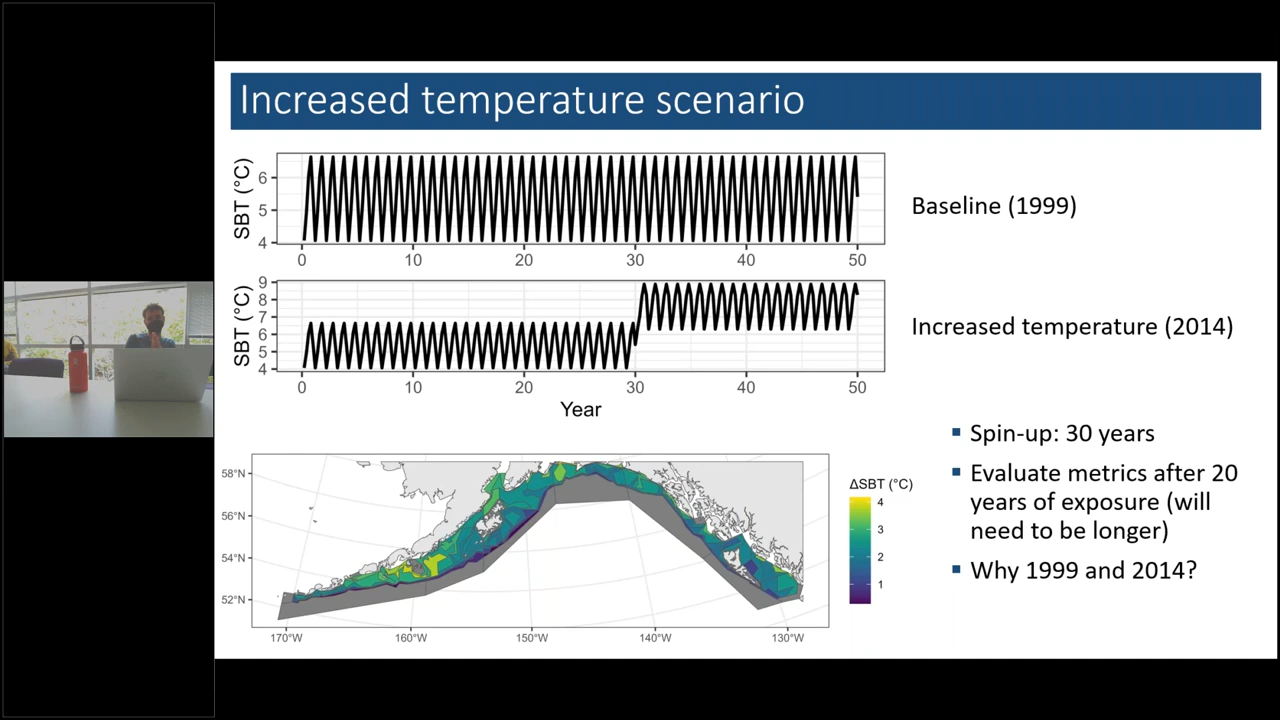 Increased temperature scenario
SBT (°C)
6
5
4
0 10 20 30 40 50
Baseline (1999)
SBT (°C)
9
8
7
6
5
4
0 10 20 30 40 50
Year
Increased temperature (2014)
58°N
56°N
54°N
52°N
170°W 160°W 150°W 140°W 130°W
ΔSBT (°C)
4
3
2
1
▪ Spin-up: 30 years
▪ Evaluate metrics after 20
years of exposure (will
need to be longer)
▪ Why 1999 and 2014?